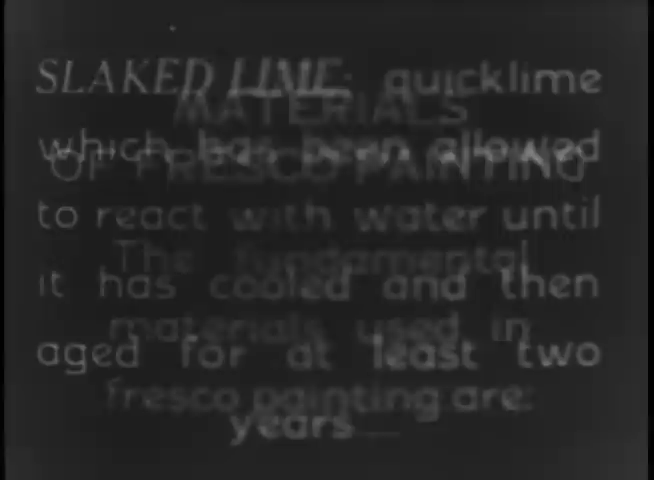 SLAKED LIME: quicklime
which has been allowed
to react with water until
it has cooled and then
aged for at least two
years
MATERIALS
OF FRESCO PAINTING
The fundamental
materials used in
fresco painting are: